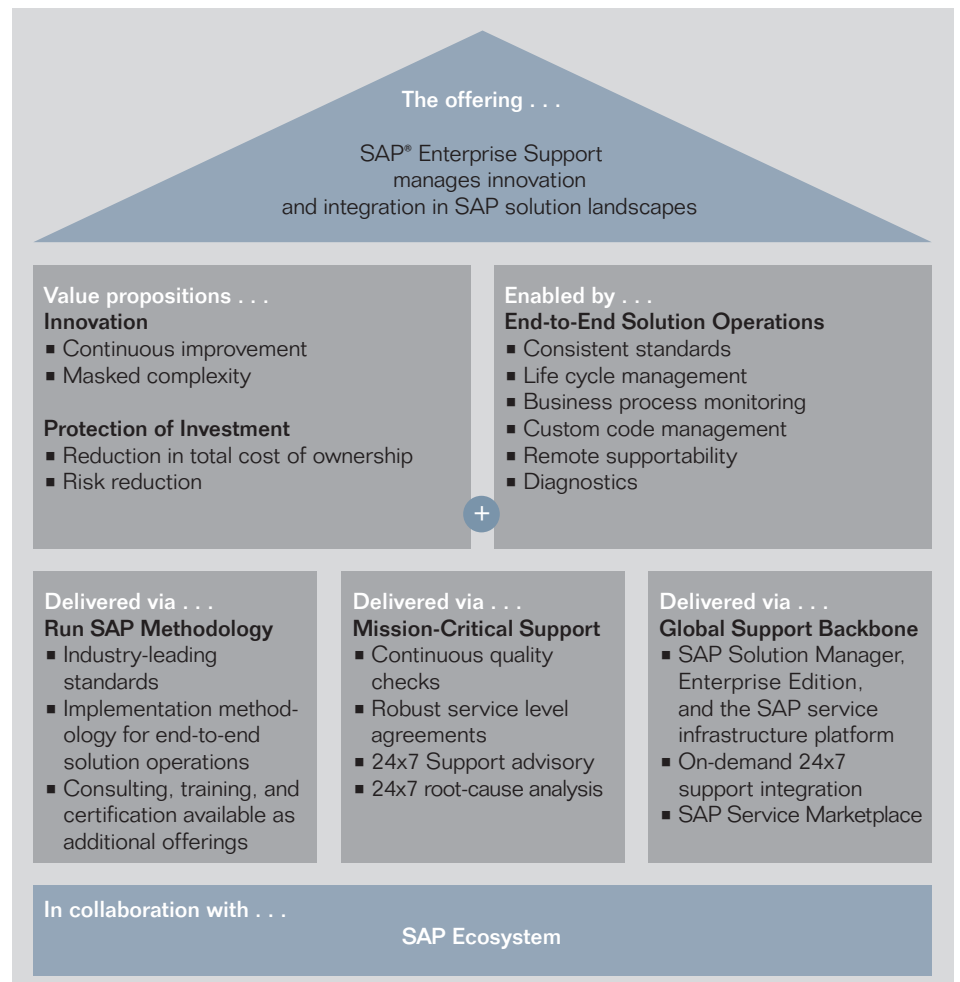 The offering . . .
SAP® Enterprise Support
manages innovation
and integration in SAP solution landscapes
Value propositions . . .
Innovation
▪ Continuous improvement
▪ Masked complexity
Protection of Investment
▪ Reduction in total cost of ownership
▪ Risk reduction
+
Enabled by . . .
End-to-End Solution Operations
▪ Consistent standards
▪ Life cycle management
▪ Business process monitoring
▪ Custom code management
▪ Remote supportability
▪ Diagnostics
Delivered via . . .
Run SAP Methodology
▪ Industry-leading
standards
▪ Implementation method-
ology for end-to-end
solution operations
▪ Consulting, training, and
certification available as
additional offerings
Delivered via . . .
Mission-Critical Support
▪ Continuous quality
checks
▪ Robust service level
agreements
▪ 24x7 Support advisory
▪ 24x7 root-cause analysis
Delivered via . . .
Global Support Backbone
▪ SAP Solution Manager,
Enterprise Edition,
and the SAP service
infrastructure platform
▪ On-demand 24x7
support integration
▪ SAP Service Marketplace
In collaboration with . . .
SAP Ecosystem